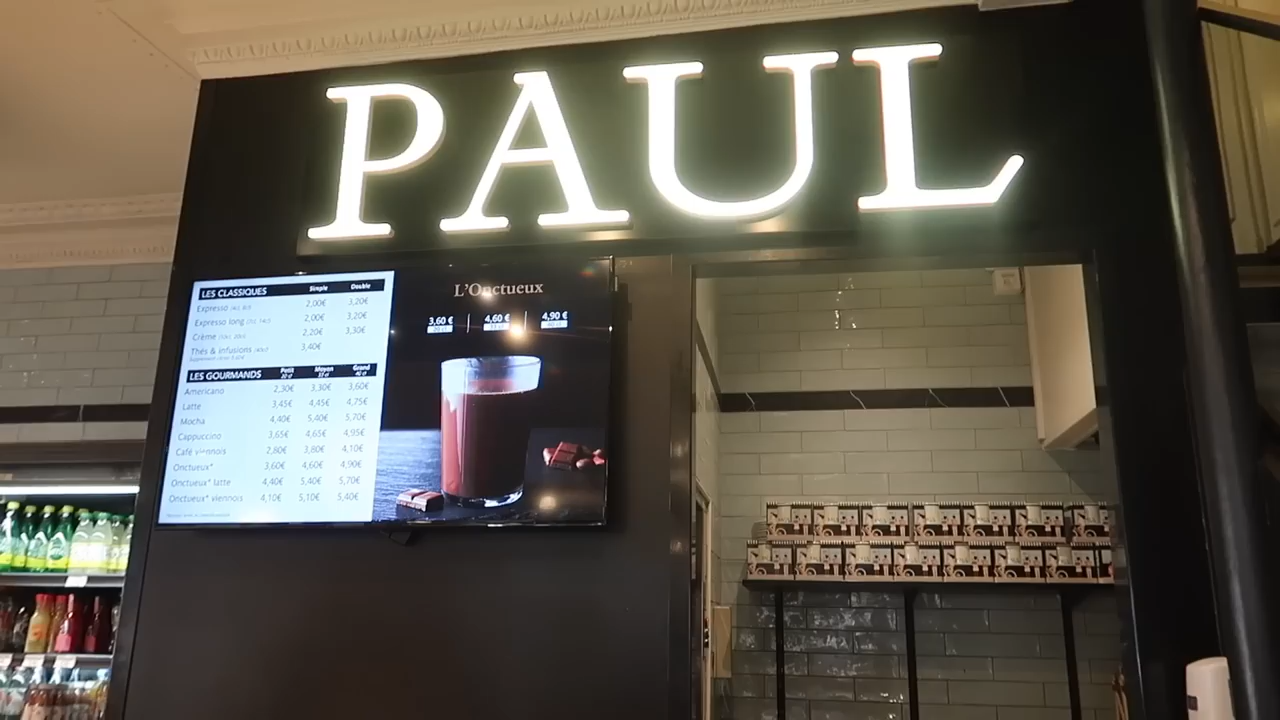 PAUL
LES CLASSIQUES Simple Double
Expresso 2,00€ 3,20€
Expresso long 2,00€ 3,20€
Crème 2,20€ 3,30€
Thés & infusions 3,40€
LES GOURMANDS Petit Moyen Grand
Americano 2,30€ 3,30€ 3,60€
Latte 3,45€ 4,45€ 4,75€
Mocha 4,40€ 5,40€ 5,70€
Cappuccino 3,65€ 4,65€ 4,95€
Café viennois 2,80€ 3,80€ 4,10€
Onctueux* 3,60€ 4,60€ 4,90€
Onctueux* latte 4,40€ 5,40€ 5,70€
Onctueux* viennois 4,10€ 5,10€ 5,40€
L'Onctueux
3,60 € 4,60 € 4,90 €